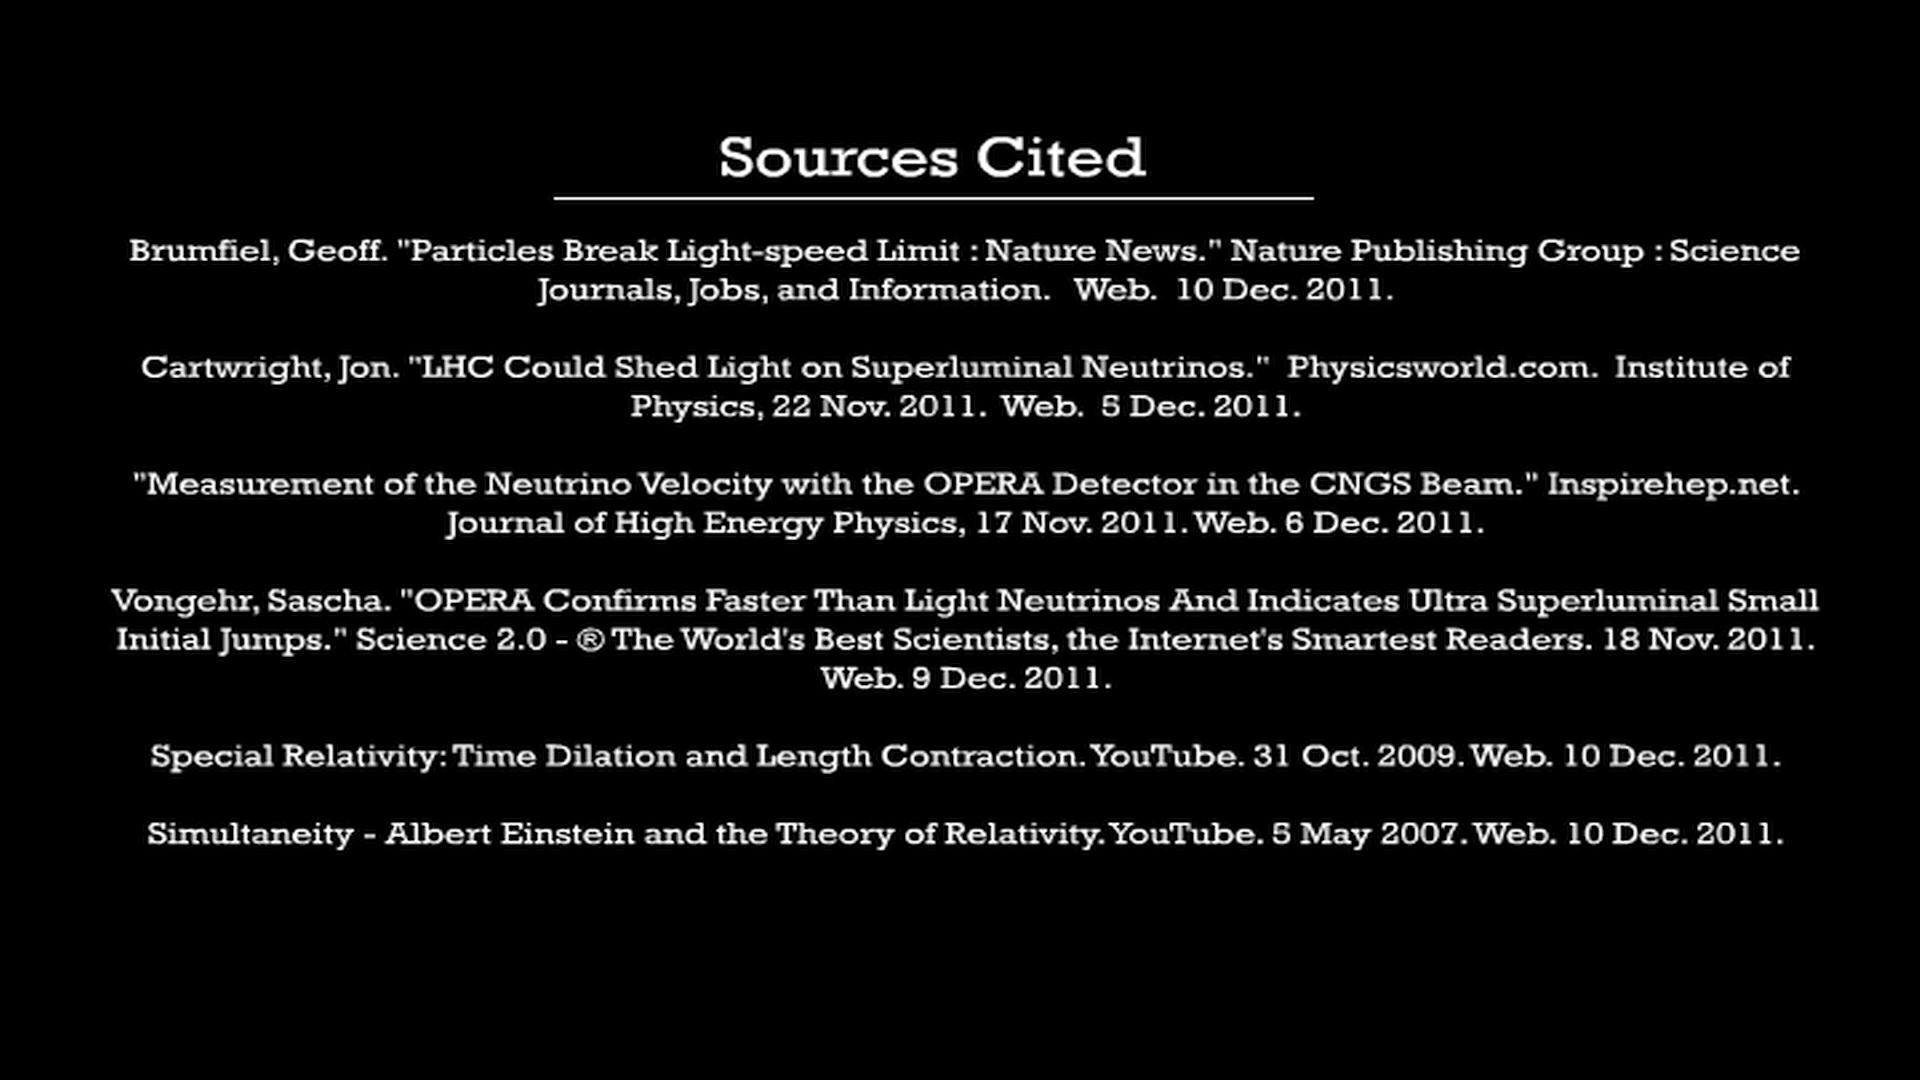 Sources Cited
Brumfiel, Geoff. "Particles Break Light-speed Limit : Nature News." Nature Publishing Group : Science
Journals, Jobs, and Information. Web. 10 Dec. 2011.
Cartwright, Jon. "LHC Could Shed Light on Superluminal Neutrinos." Physicsworld.com. Institute of
Physics, 22 Nov. 2011. Web. 5 Dec. 2011.
"Measurement of the Neutrino Velocity with the OPERA Detector in the CNGS Beam." Inspirehep.net.
Journal of High Energy Physics, 17 Nov. 2011. Web. 6 Dec. 2011.
Vongehr, Sascha. "OPERA Confirms Faster Than Light Neutrinos And Indicates Ultra Superluminal Small
Initial Jumps." Science 2.0 - ® The World's Best Scientists, the Internet's Smartest Readers. 18 Nov. 2011.
Web. 9 Dec. 2011.
Special Relativity: Time Dilation and Length Contraction. YouTube. 31 Oct. 2009. Web. 10 Dec. 2011.
Simultaneity - Albert Einstein and the Theory of Relativity. YouTube. 5 May 2007. Web. 10 Dec. 2011.